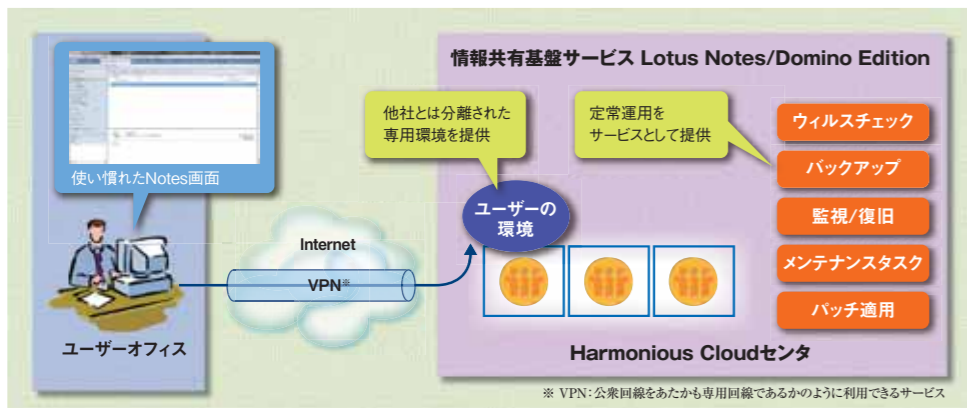 情報共有基盤サービス Lotus Notes/Domino Edition
他社とは分離された
専用環境を提供
定常運用を
サービスとして提供
ウィルスチェック
バックアップ
監視/復旧
メンテナンスタスク
パッチ適用
使い慣れたNotes画面
ユーザーの
環境
Internet
VPN※
ユーザーオフィス
Harmonious Cloudセンタ
※ VPN：公衆回線をあたかも専用回線であるかのように利用できるサービス